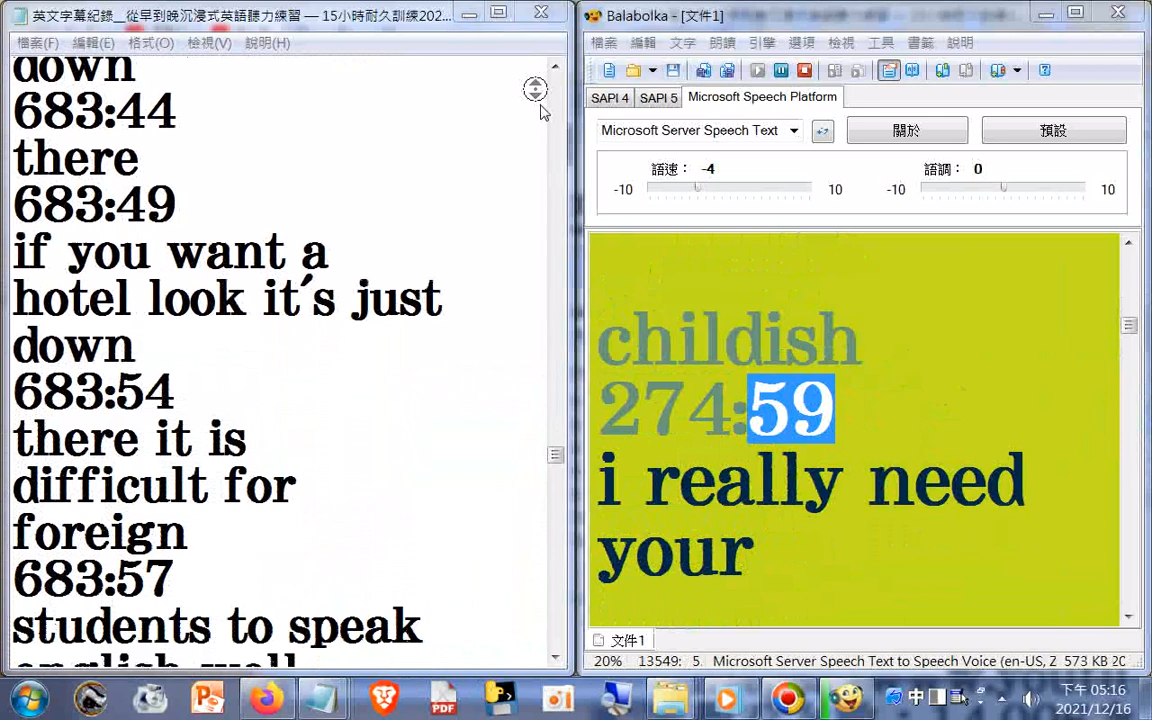 英文字幕紀錄__從早到晚沉浸式英語聽力練習 — 15小時耐久訓練202...
檔案(F) 編輯(E) 格式(O) 檢視(V) 說明(H)
down
683:44
there
683:49
if you want a
hotel look it's just
down
683:54
there it is
difficult for
foreign
683:57
students to speak
english well
Balabolka - [文件1]
檔案 編輯 文字 朗讀 引擎 選項 檢視 工具 書籤 說明
SAPI 4 SAPI 5 Microsoft Speech Platform
Microsoft Server Speech Text 關於 預設
語速： -4 語調： 0
-10 10 -10 10
childish
274:59
i really need
your
文件1
20% 13549: 5 Microsoft Server Speech Text to Speech Voice (en-US, Z 573 KB 20
PDF
中
下午 05:16
2021/12/16